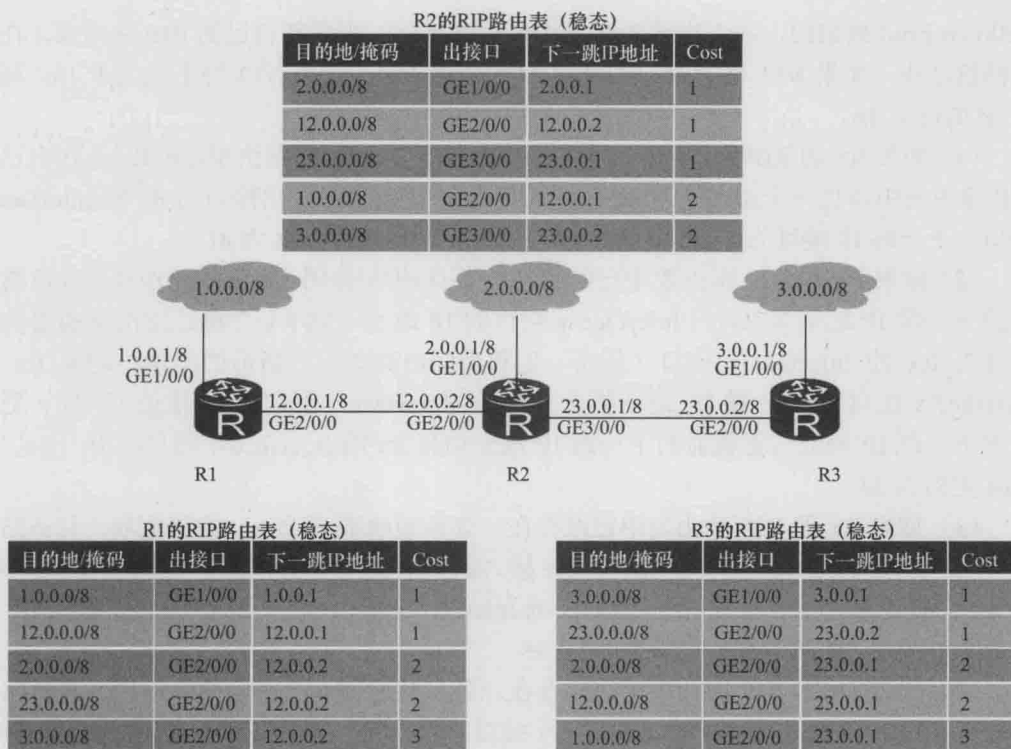 R2的RIP路由表（稳态）
目的地/掩码 出接口 下一跳IP地址 Cost
2.0.0.0/8 GE1/0/0 2.0.0.1 1
12.0.0.0/8 GE2/0/0 12.0.0.2 1
23.0.0.0/8 GE3/0/0 23.0.0.1 1
1.0.0.0/8 GE2/0/0 12.0.0.1 2
3.0.0.0/8 GE3/0/0 23.0.0.2 2
1.0.0.0/8 2.0.0.0/8 3.0.0.0/8
1.0.0.1/8 2.0.0.1/8 3.0.0.1/8
GE1/0/0 GE1/0/0 GE1/0/0
12.0.0.1/8 12.0.0.2/8 23.0.0.1/8 23.0.0.2/8
GE2/0/0 GE2/0/0 GE3/0/0 GE2/0/0
R R R
R1 R2 R3
R1的RIP路由表（稳态）
目的地/掩码 出接口 下一跳IP地址 Cost
1.0.0.0/8 GE1/0/0 1.0.0.1 1
12.0.0.0/8 GE2/0/0 12.0.0.1 1
2.0.0.0/8 GE2/0/0 12.0.0.2 2
23.0.0.0/8 GE2/0/0 12.0.0.2 2
3.0.0.0/8 GE2/0/0 12.0.0.2 3
R3的RIP路由表（稳态）
目的地/掩码 出接口 下一跳IP地址 Cost
3.0.0.0/8 GE1/0/0 3.0.0.1 1
23.0.0.0/8 GE2/0/0 23.0.0.2 1
2.0.0.0/8 GE2/0/0 23.0.0.1 2
12.0.0.0/8 GE2/0/0 23.0.0.1 2
1.0.0.0/8 GE2/0/0 23.0.0.1 3